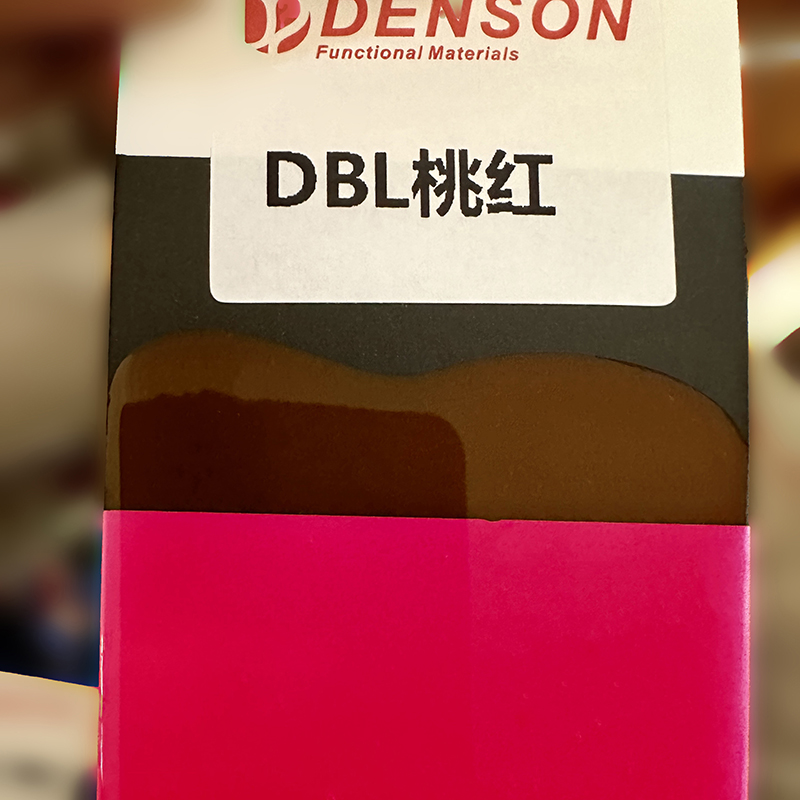 DENSON
Functional Materials
DBL桃红